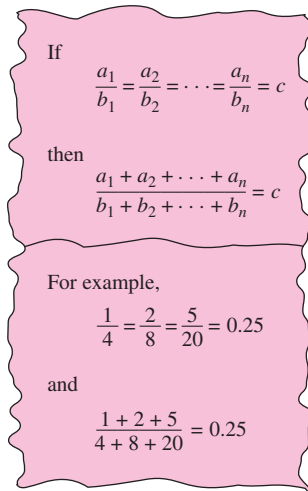 If
a₁/b₁ = a₂/b₂ = · · · = aₙ/bₙ = c
then
(a₁ + a₂ + · · · + aₙ)/(b₁ + b₂ + · · · + bₙ) = c
For example,
1/4 = 2/8 = 5/20 = 0.25
and
(1 + 2 + 5)/(4 + 8 + 20) = 0.25